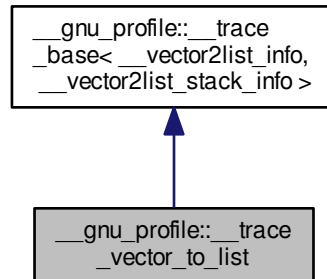 __gnu_profile::__trace
_base< __vector2list_info,
__vector2list_stack_info >
__gnu_profile::__trace
_vector_to_list